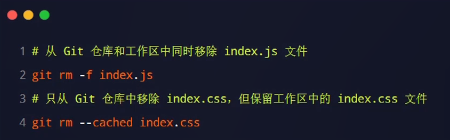 1 # 从 Git 仓库和工作区中同时移除 index.js 文件
2 git rm -f index.js
3 # 只从 Git 仓库中移除 index.css，但保留工作区中的 index.css 文件
4 git rm --cached index.css